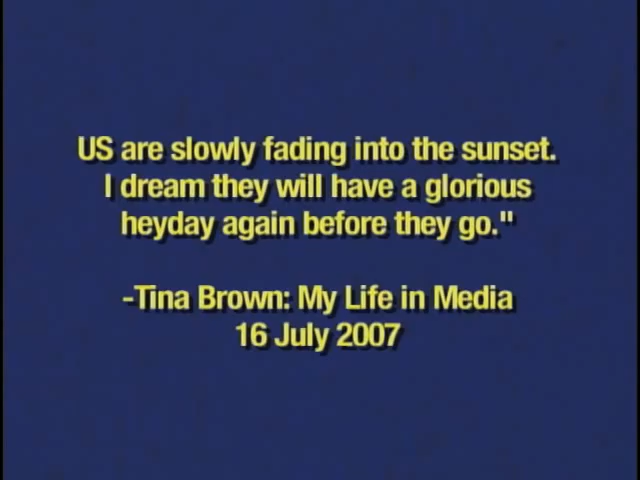 US are slowly fading into the sunset.
I dream they will have a glorious
heyday again before they go."
-Tina Brown: My Life in Media
16 July 2007